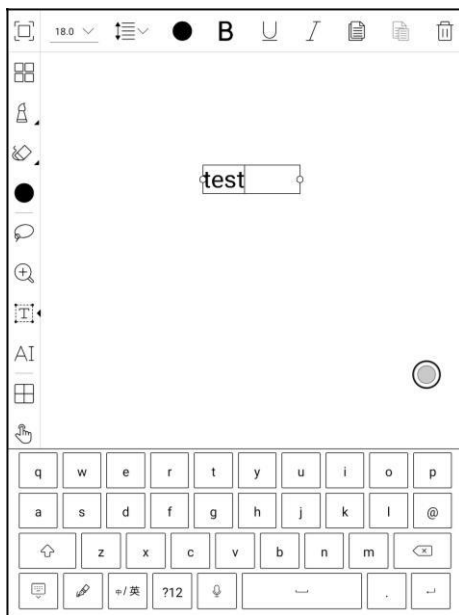 18.0 B U I
test
T
AI
q w e r t y u i o p
a s d f g h j k l @
z x c v b n m
中/英 ?12 .